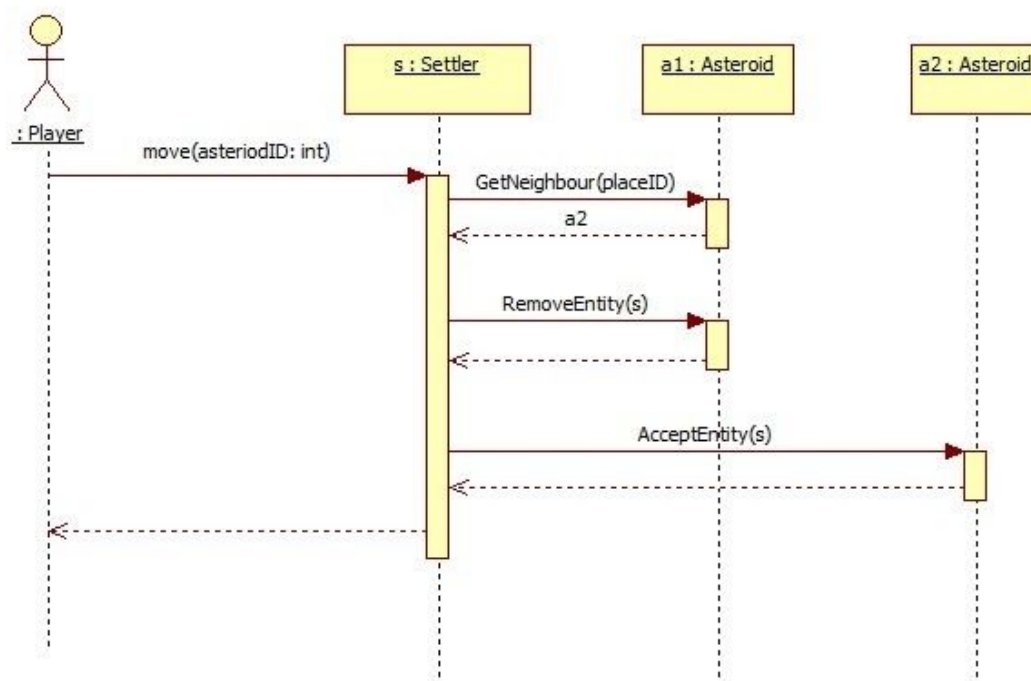 s : Settler
a1 : Asteroid
a2 : Asteroid
: Player
move(asteriodID: int)
GetNeighbour(placeID)
a2
RemoveEntity(s)
AcceptEntity(s)